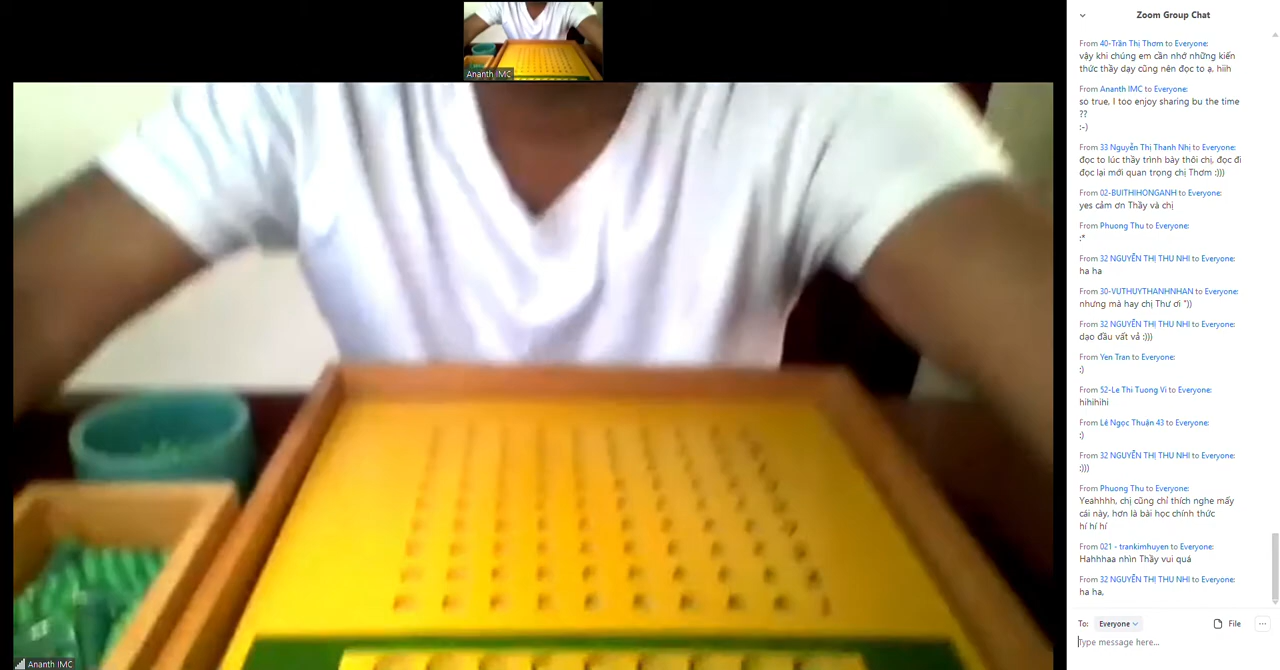 Ananth IMC
Ananth IMC
Zoom Group Chat
From 40-Trần Thị Thơm to Everyone:
vậy khi chúng em cần nhớ những kiến
thức thầy dạy cũng nên đọc to ạ, hiih
From Ananth IMC to Everyone:
so true, I too enjoy sharing bu the time
??
:-)
From 33 Nguyễn Thị Thanh Nhị to Everyone:
đọc to lúc thầy trình bày thôi chị, đọc đi
đọc lại mới quan trọng chị Thơm :)))
From 02-BUITHIHONGANH to Everyone:
yes cảm ơn Thầy và chị
From Phuong Thu to Everyone:
:*
From 32 NGUYỄN THỊ THU NHI to Everyone:
ha ha
From 30-VUTHUYTHANHNHAN to Everyone:
nhưng mà hay chị Thư ơi "))
From 32 NGUYỄN THỊ THU NHI to Everyone:
dạo đầu vất vả :)))
From Yen Tran to Everyone:
:)
From 52-Le Thi Tuong Vi to Everyone:
hihihihi
From Lê Ngọc Thuận 43 to Everyone:
:)
From 32 NGUYỄN THỊ THU NHI to Everyone:
:)))
From Phuong Thu to Everyone:
Yeahhhh, chị cũng chỉ thích nghe mấy
cái này, hơn là bài học chính thức
hí hí hí
From 021 - trankimhuyen to Everyone:
Hahhhaa nhìn Thầy vui quá
From 32 NGUYỄN THỊ THU NHI to Everyone:
ha ha,
To: Everyone File ...
Type message here...